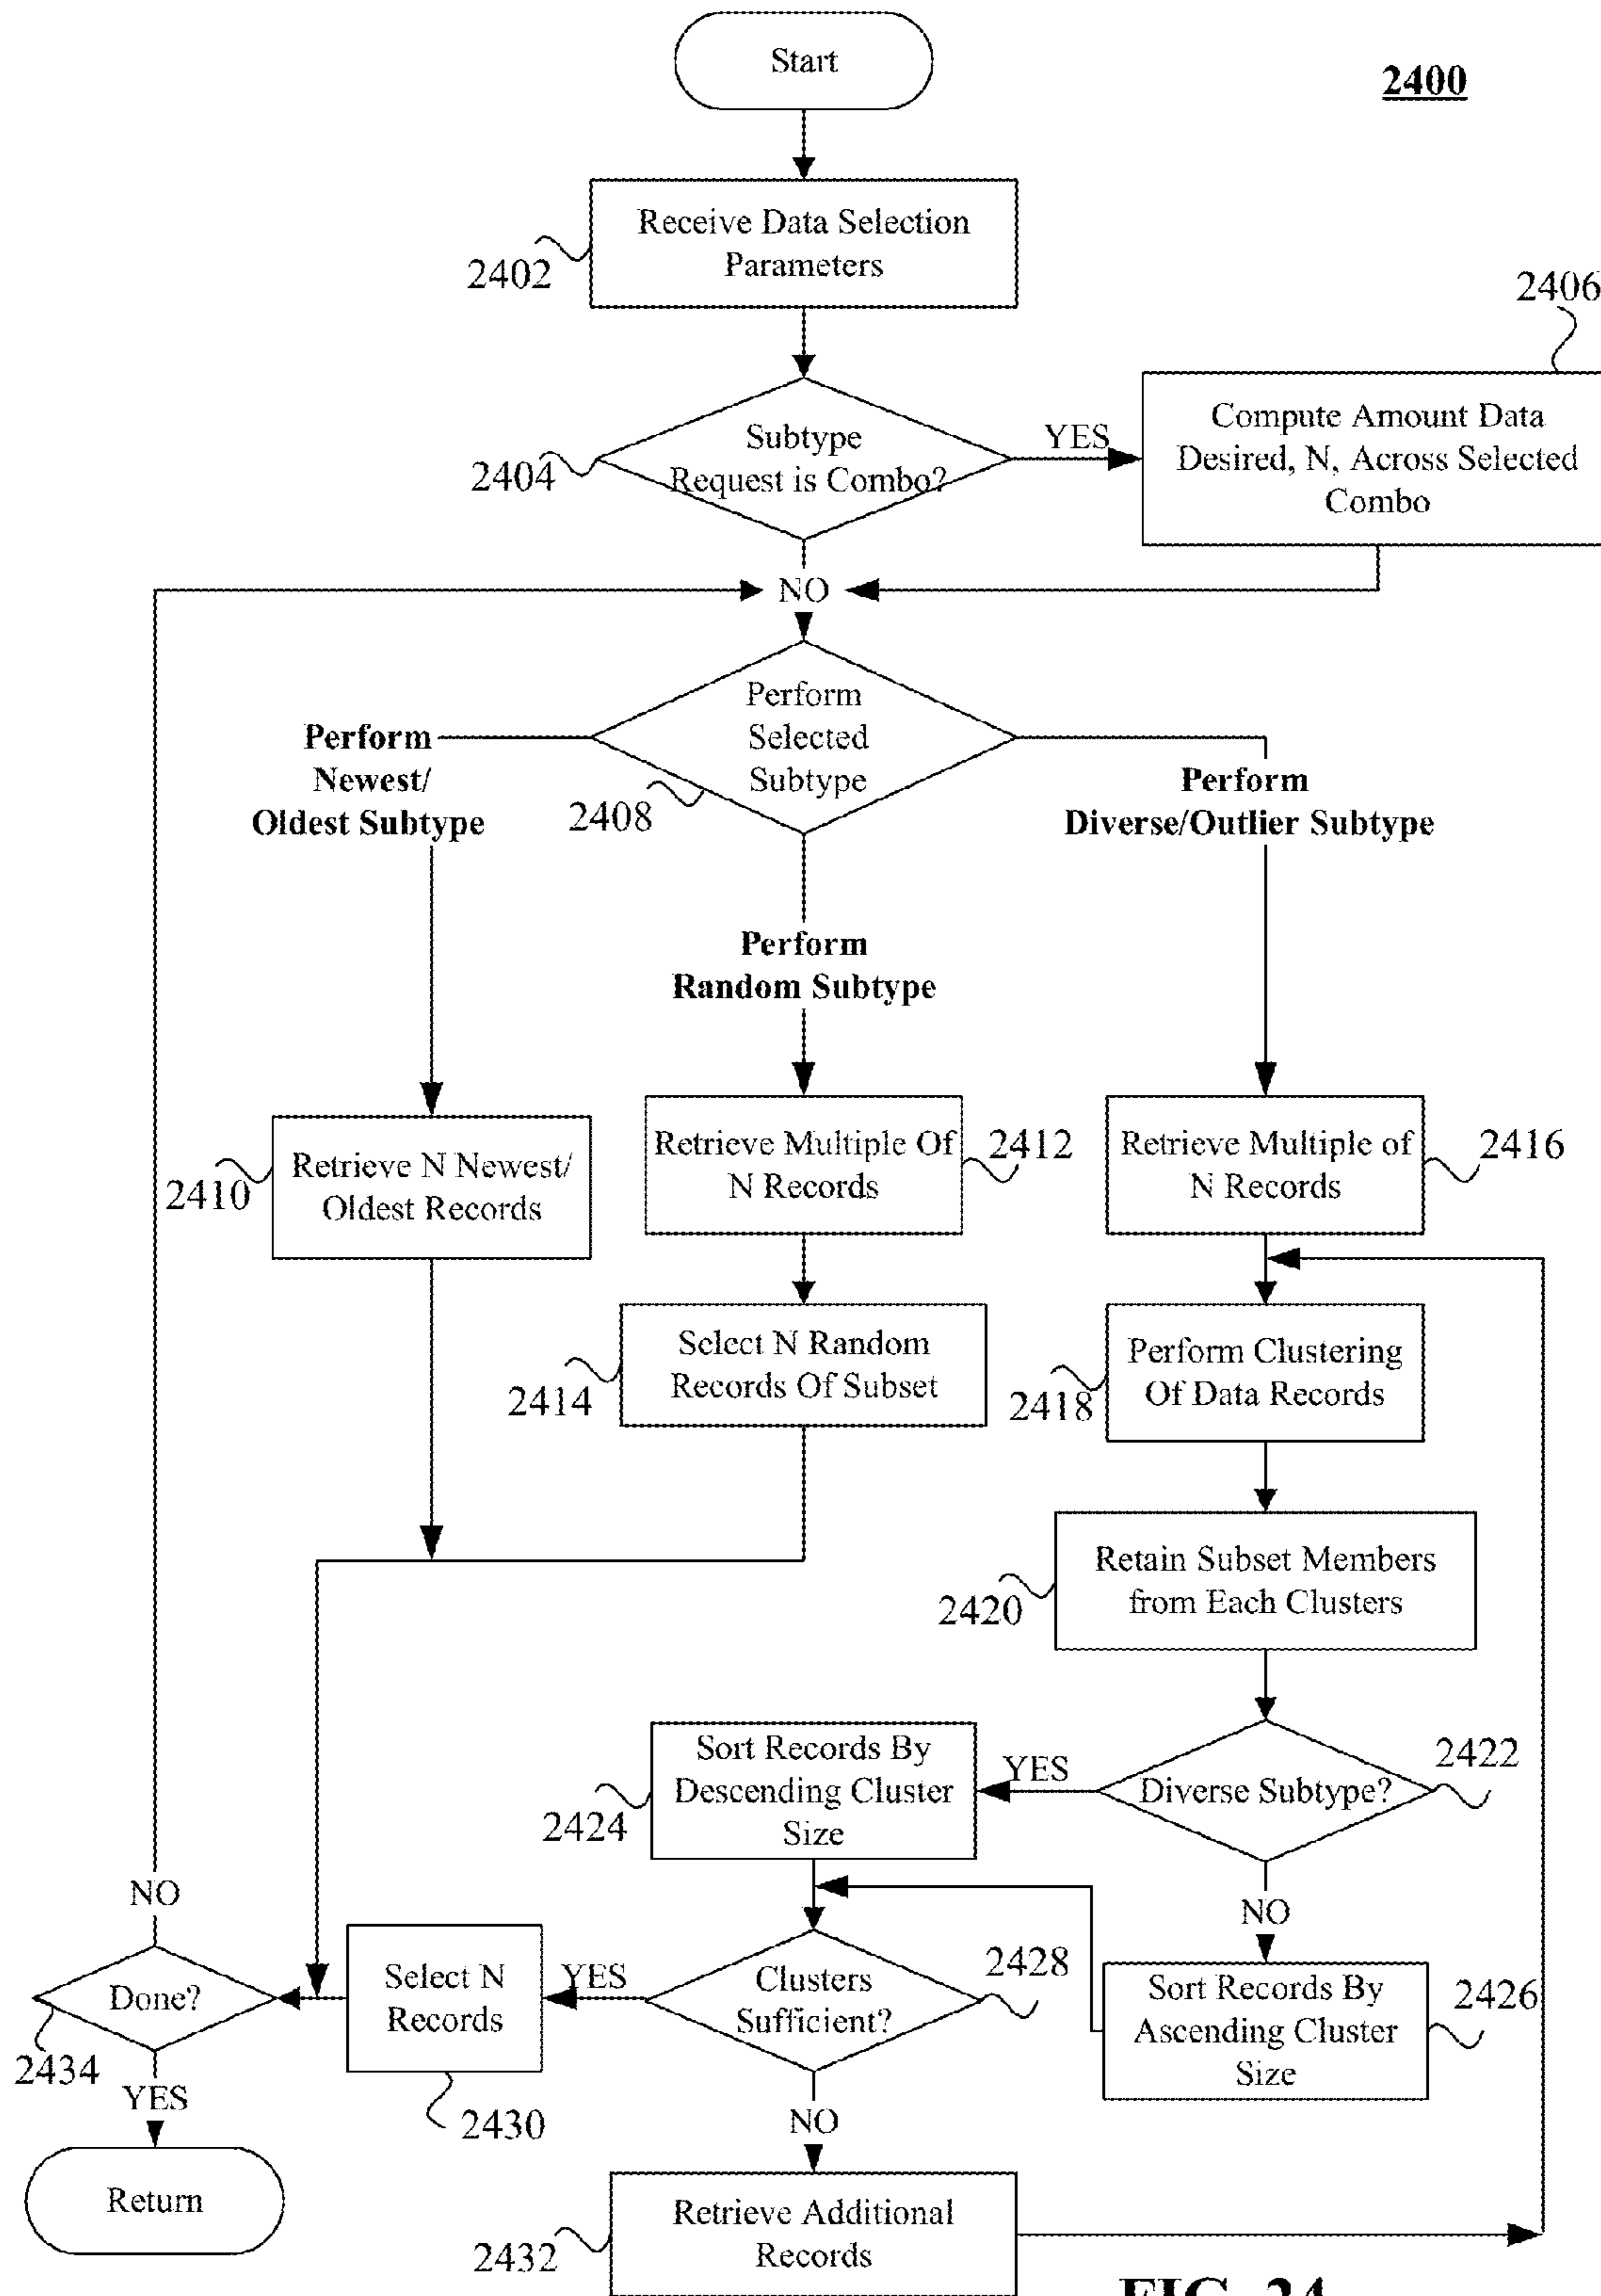 Start
2400
Receive Data Selection
Parameters
2402
2406
Subtype
Request is Combo?
2404
YES
Compute Amount Data
Desired, N, Across Selected
Combo
NO
Perform
Selected
Subtype
2408
Perform
Newest/
Oldest Subtype
Perform
Diverse/Outlier Subtype
Perform
Random Subtype
Retrieve N Newest/
Oldest Records
2410
Retrieve Multiple Of
N Records
2412
Retrieve Multiple of
N Records
2416
Select N Random
Records Of Subset
2414
Perform Clustering
Of Data Records
2418
Retain Subset Members
from Each Clusters
2420
Sort Records By
Descending Cluster
Size
2424
YES
Diverse Subtype?
2422
NO
NO
Done?
2434
Select N
Records
2430
YES
Clusters
Sufficient?
2428
Sort Records By
Ascending Cluster
Size
2426
YES
NO
Return
Retrieve Additional
Records
2432
FIG. 24